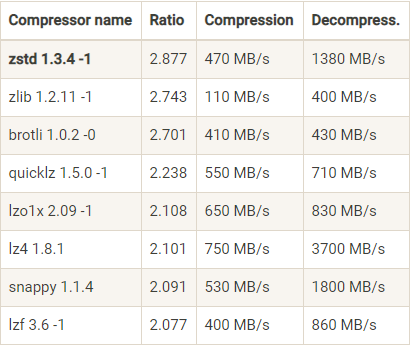 Compressor name Ratio Compression Decompress.
zstd 1.3.4 -1 2.877 470 MB/s 1380 MB/s
zlib 1.2.11 -1 2.743 110 MB/s 400 MB/s
brotli 1.0.2 -0 2.701 410 MB/s 430 MB/s
quicklz 1.5.0 -1 2.238 550 MB/s 710 MB/s
lzo1x 2.09 -1 2.108 650 MB/s 830 MB/s
lz4 1.8.1 2.101 750 MB/s 3700 MB/s
snappy 1.1.4 2.091 530 MB/s 1800 MB/s
lzf 3.6 -1 2.077 400 MB/s 860 MB/s